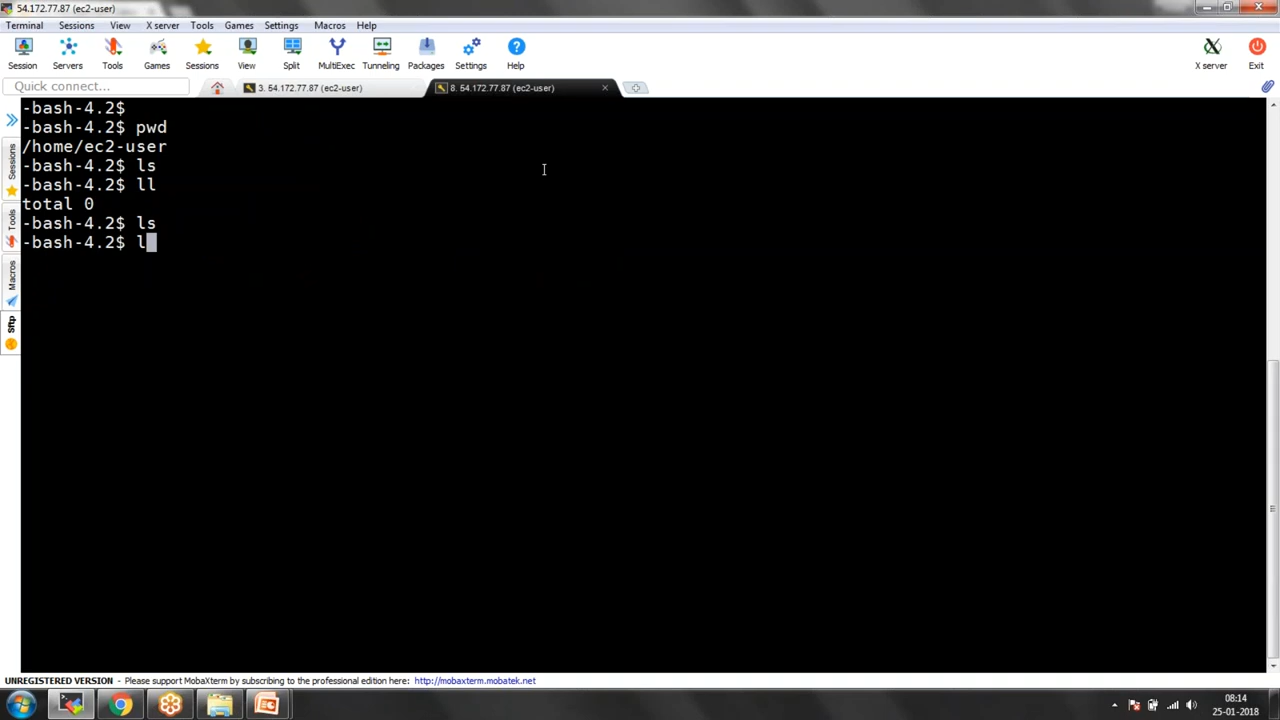 54.172.77.87 (ec2-user)
Terminal Sessions View X server Tools Games Settings Macros Help
Session Servers Tools Games Sessions View Split MultiExec Tunneling Packages Settings Help X server Exit
Quick connect...
3. 54.172.77.87 (ec2-user)
8. 54.172.77.87 (ec2-user)
Sessions
Tools
Macros
Sftp
-bash-4.2$
-bash-4.2$ pwd
/home/ec2-user
-bash-4.2$ ls
-bash-4.2$ ll
total 0
-bash-4.2$ ls
-bash-4.2$ l
UNREGISTERED VERSION - Please support MobaXterm by subscribing to the professional edition here: http://mobaxterm.mobatek.net
08:14
25-01-2018